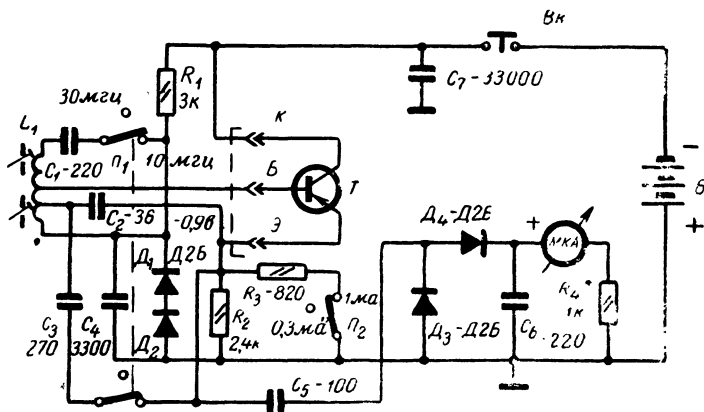 Вк
30мгц
R₁
3к
C₇-33000
L₁
К
C₁-220
П₁
10 мгц
Б
Т
−
Б
+
C₂-36
-0,9в
Э
Д₄-Д2Б
+
МКА
Д₁
Д2Б
R₃-820
1ма
R₄*
1к
C₃
270
C₄
3300
Д₂
R₂
2,4к
0,3ма
П₂
Д₃-Д2Б
C₆
220
C₅-100